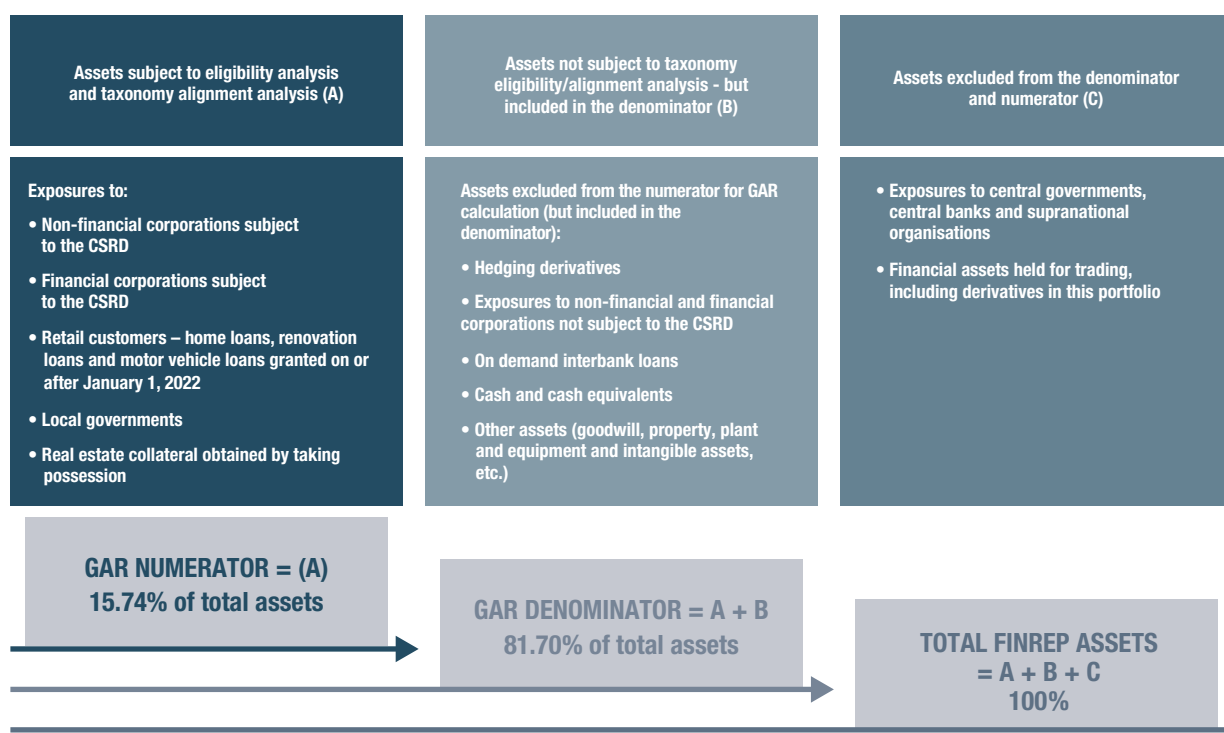 Assets subject to eligibility analysis
and taxonomy alignment analysis (A)
Assets not subject to taxonomy
eligibility/alignment analysis - but
included in the denominator (B)
Assets excluded from the denominator
and numerator (C)
Exposures to:
• Non-financial corporations subject
to the CSRD
• Financial corporations subject
to the CSRD
• Retail customers – home loans, renovation
loans and motor vehicle loans granted on or
after January 1, 2022
• Local governments
• Real estate collateral obtained by taking
possession
Assets excluded from the numerator for GAR
calculation (but included in the
denominator):
• Hedging derivatives
• Exposures to non-financial and financial
corporations not subject to the CSRD
• On demand interbank loans
• Cash and cash equivalents
• Other assets (goodwill, property, plant
and equipment and intangible assets,
etc.)
• Exposures to central governments,
central banks and supranational
organisations
• Financial assets held for trading,
including derivatives in this portfolio
GAR NUMERATOR = (A)
15.74% of total assets
GAR DENOMINATOR = A + B
81.70% of total assets
TOTAL FINREP ASSETS
= A + B + C
100%